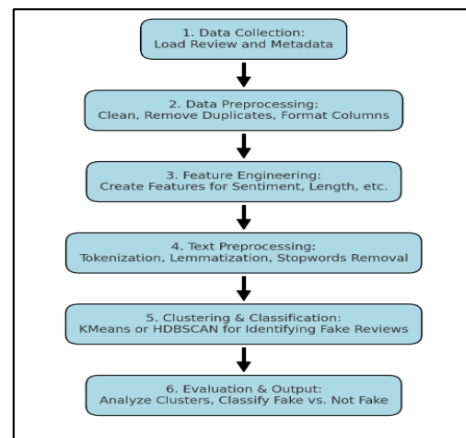 1. Data Collection:
Load Review and Metadata
2. Data Preprocessing:
Clean, Remove Duplicates, Format Columns
3. Feature Engineering:
Create Features for Sentiment, Length, etc.
4. Text Preprocessing:
Tokenization, Lemmatization, Stopwords Removal
5. Clustering & Classification:
KMeans or HDBSCAN for Identifying Fake Reviews
6. Evaluation & Output:
Analyze Clusters, Classify Fake vs. Not Fake